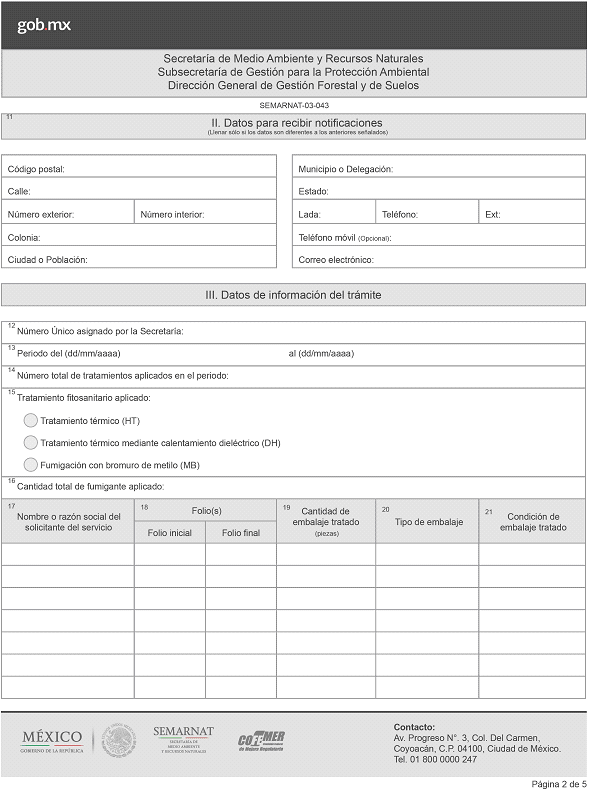 gob.mx
Secretaría de Medio Ambiente y Recursos Naturales
Subsecretaría de Gestión para la Protección Ambiental
Dirección General de Gestión Forestal y de Suelos
SEMARNAT-03-043
11
II. Datos para recibir notificaciones
(Llenar sólo si los datos son diferentes a los anteriores señalados)
Código postal:
Calle:
Número exterior: Número interior:
Colonia:
Ciudad o Población:
Municipio o Delegación:
Estado:
Lada: Teléfono: Ext:
Teléfono móvil (Opcional):
Correo electrónico:
III. Datos de información del trámite
12 Número Único asignado por la Secretaría:
13 Periodo del (dd/mm/aaaa) al (dd/mm/aaaa)
14 Número total de tratamientos aplicados en el periodo:
15 Tratamiento fitosanitario aplicado:
Tratamiento térmico (HT)
Tratamiento térmico mediante calentamiento dieléctrico (DH)
Fumigación con bromuro de metilo (MB)
16 Cantidad total de fumigante aplicado:
17 Nombre o razón social del
solicitante del servicio
18 Folio(s)
Folio inicial Folio final
19 Cantidad de
embalaje tratado
(piezas)
20 Tipo de embalaje
21 Condición de
embalaje tratado
MÉXICO
GOBIERNO DE LA REPÚBLICA
SEMARNAT
SECRETARÍA DE
MEDIO AMBIENTE
Y RECURSOS NATURALES
COFEMER
de Mejora Regulatoria
Contacto:
Av. Progreso N°. 3, Col. Del Carmen,
Coyoacán, C.P. 04100, Ciudad de México.
Tel. 01 800 0000 247
Página 2 de 5